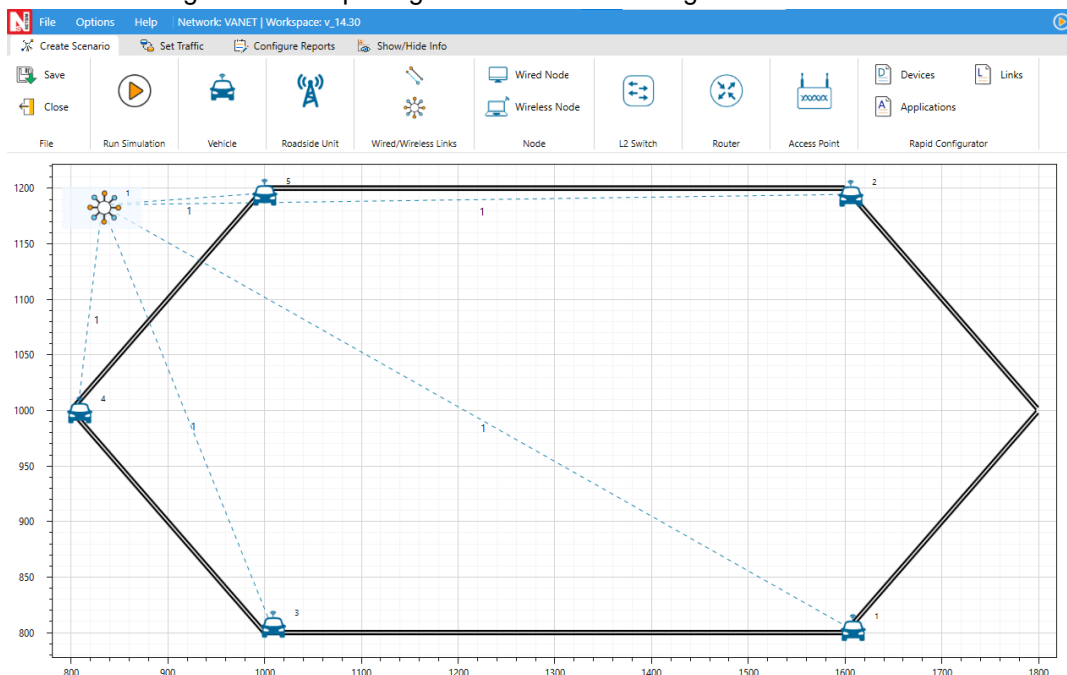 N File Options Help Network: VANET | Workspace: v_14.30
Create Scenario Set Traffic Configure Reports Show/Hide Info
Save Wired Node Devices Links
Close Wireless Node Applications
File Run Simulation Vehicle Roadside Unit Wired/Wireless Links Node L2 Switch Router Access Point Rapid Configurator
1200 1 1 5 1 2
1150
1100
1 1050
1000 4 1 1
950
900
850
800 3 1
800 900 1000 1100 1200 1300 1400 1500 1600 1700 1800